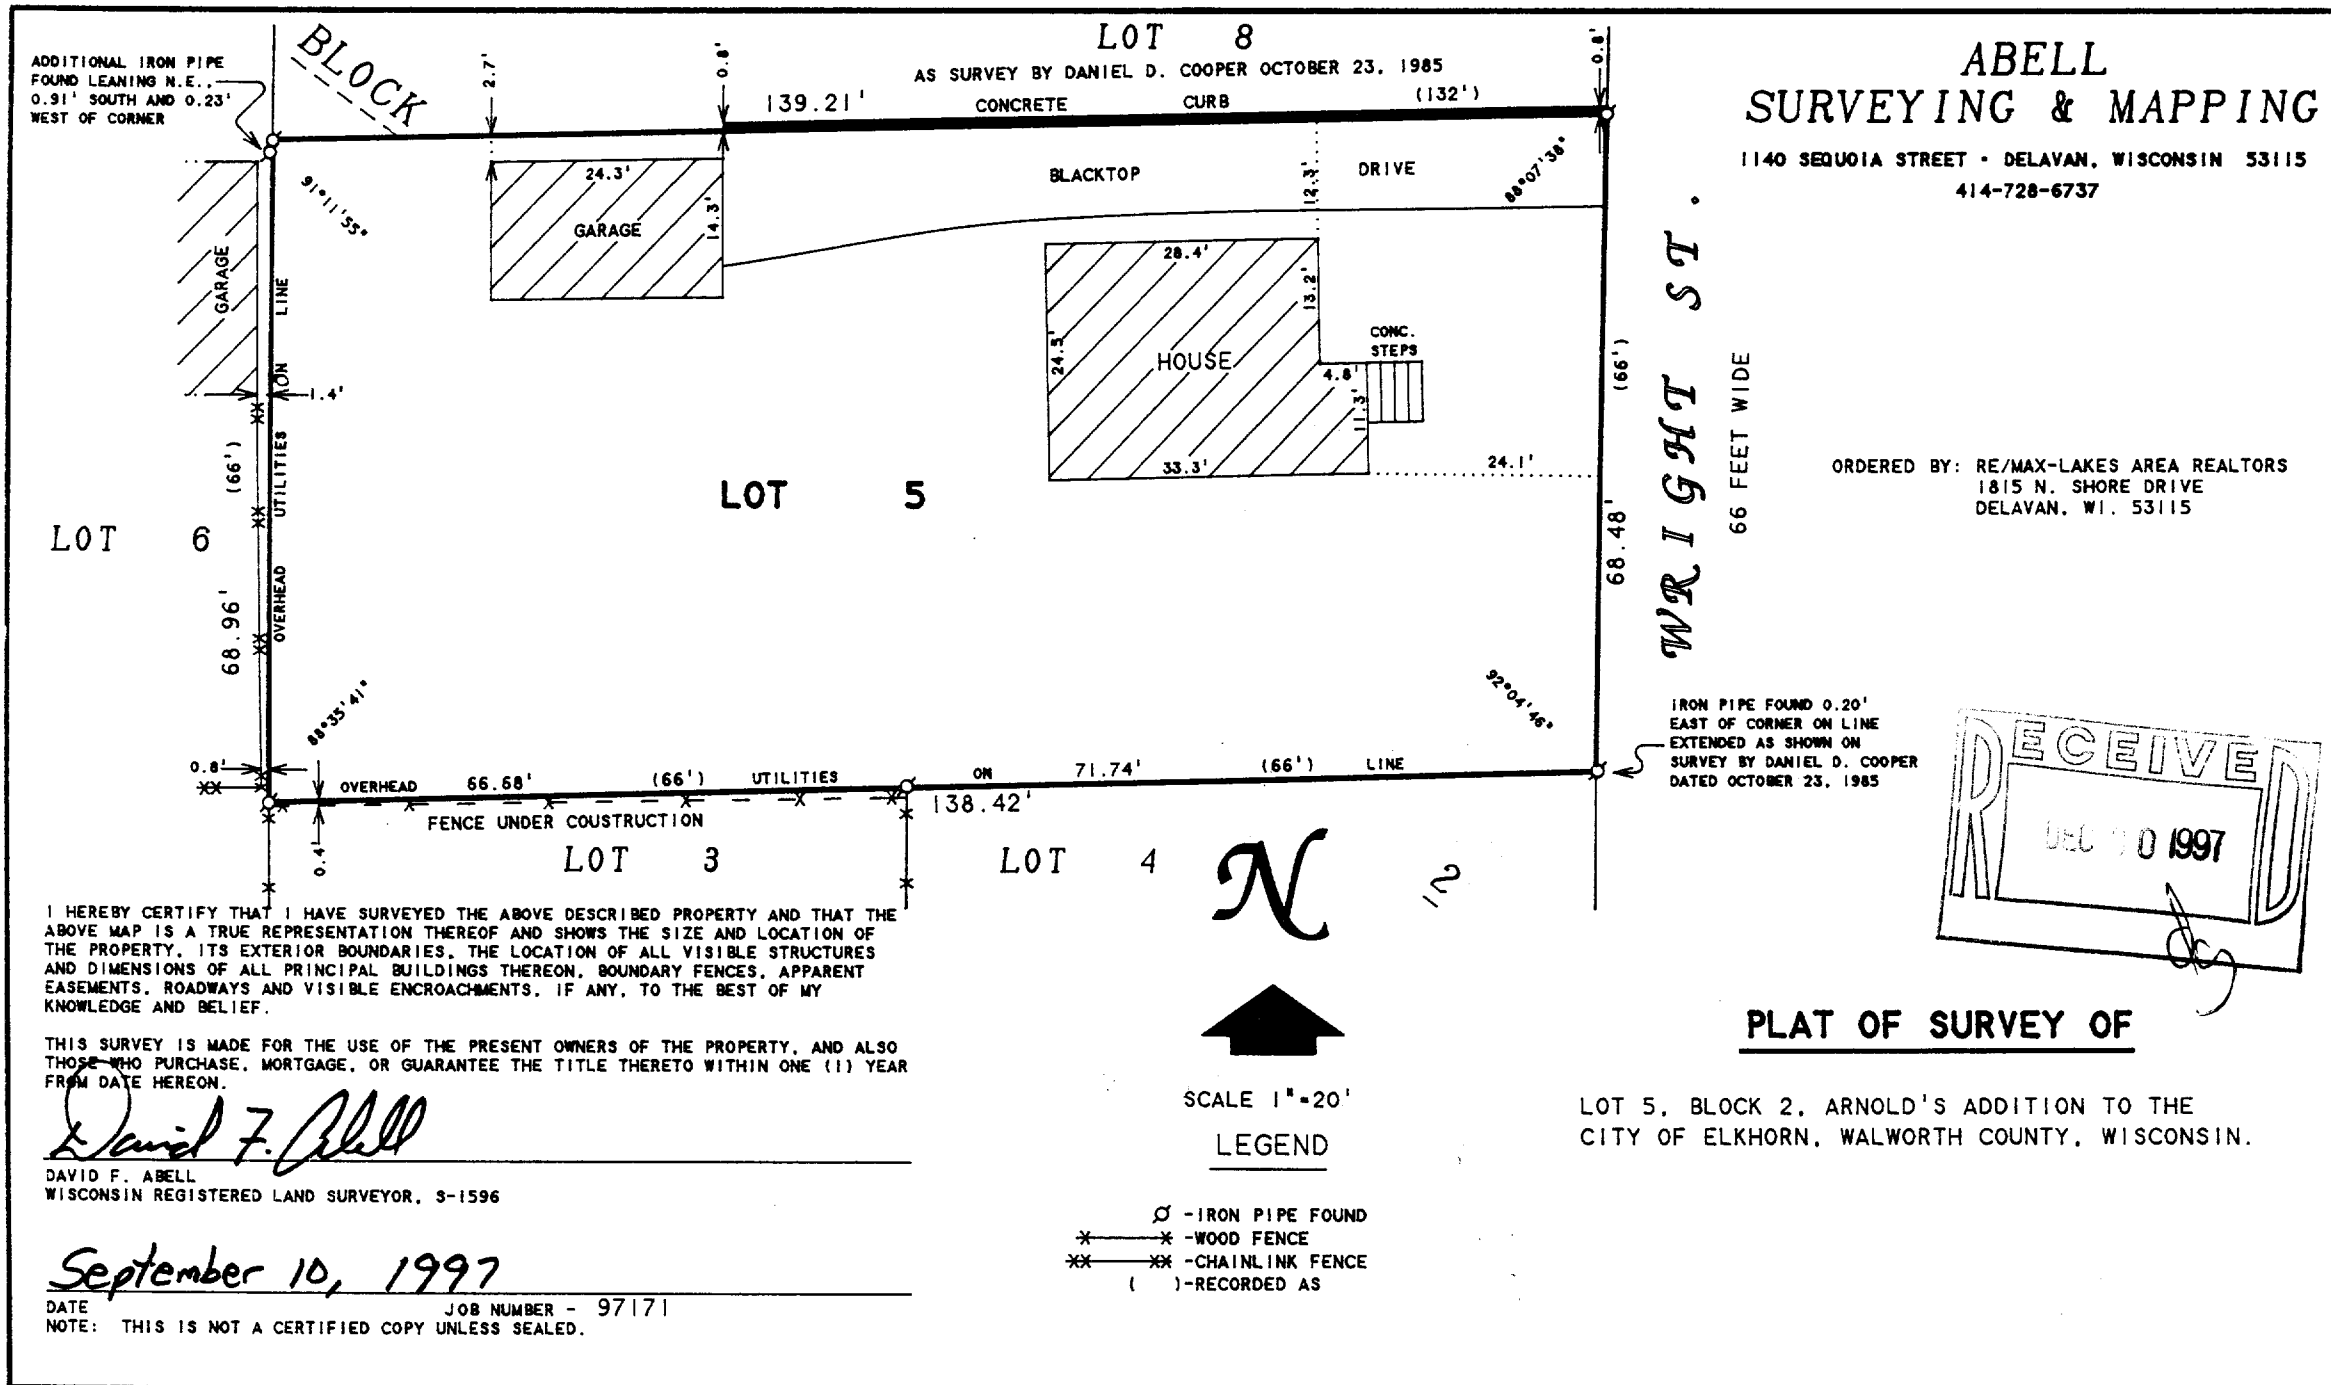 ABELL
SURVEYING & MAPPING
1140 SEQUOIA STREET • DELAVAN, WISCONSIN 53115
414-728-6737
ADDITIONAL IRON PIPE
FOUND LEANING N.E.,
0.91' SOUTH AND 0.23'
WEST OF CORNER
BLOCK
2.7'
0.8'
LOT 8
AS SURVEY BY DANIEL D. COOPER OCTOBER 23, 1985
139.21' CONCRETE CURB (132')
0.8'
91°11'55"
24.3'
GARAGE
14.3'
BLACKTOP DRIVE
12.3'
88°07'38"
GARAGE
OVERHEAD UTILITIES ON LINE
1.4'
(66')
68.96'
LOT 6
28.4'
13.2'
24.5'
HOUSE
CONC.
STEPS
4.8'
11.3'
33.3'
24.1'
LOT 5
(66')
68.48'
WRIGHT ST.
66 FEET WIDE
ORDERED BY: RE/MAX-LAKES AREA REALTORS
1815 N. SHORE DRIVE
DELAVAN, WI. 53115
88°35'41"
92°04'46"
0.8'
OVERHEAD 66.68' (66') UTILITIES ON 71.74' (66') LINE
138.42'
FENCE UNDER COUSTRUCTION
0.4'
LOT 3
LOT 4
N
2
IRON PIPE FOUND 0.20'
EAST OF CORNER ON LINE
EXTENDED AS SHOWN ON
SURVEY BY DANIEL D. COOPER
DATED OCTOBER 23, 1985
RECEIVED
DEC 0 1997
I HEREBY CERTIFY THAT I HAVE SURVEYED THE ABOVE DESCRIBED PROPERTY AND THAT THE
ABOVE MAP IS A TRUE REPRESENTATION THEREOF AND SHOWS THE SIZE AND LOCATION OF
THE PROPERTY, ITS EXTERIOR BOUNDARIES, THE LOCATION OF ALL VISIBLE STRUCTURES
AND DIMENSIONS OF ALL PRINCIPAL BUILDINGS THEREON, BOUNDARY FENCES, APPARENT
EASEMENTS, ROADWAYS AND VISIBLE ENCROACHMENTS, IF ANY, TO THE BEST OF MY
KNOWLEDGE AND BELIEF.
THIS SURVEY IS MADE FOR THE USE OF THE PRESENT OWNERS OF THE PROPERTY, AND ALSO
THOSE WHO PURCHASE, MORTGAGE, OR GUARANTEE THE TITLE THERETO WITHIN ONE (1) YEAR
FROM DATE HEREON.
David F. Abell
DAVID F. ABELL
WISCONSIN REGISTERED LAND SURVEYOR, S-1596
September 10, 1997
DATE JOB NUMBER - 97171
NOTE: THIS IS NOT A CERTIFIED COPY UNLESS SEALED.
SCALE 1"=20'
LEGEND
-IRON PIPE FOUND
-WOOD FENCE
-CHAINLINK FENCE
( )-RECORDED AS
PLAT OF SURVEY OF
LOT 5, BLOCK 2, ARNOLD'S ADDITION TO THE
CITY OF ELKHORN, WALWORTH COUNTY, WISCONSIN.